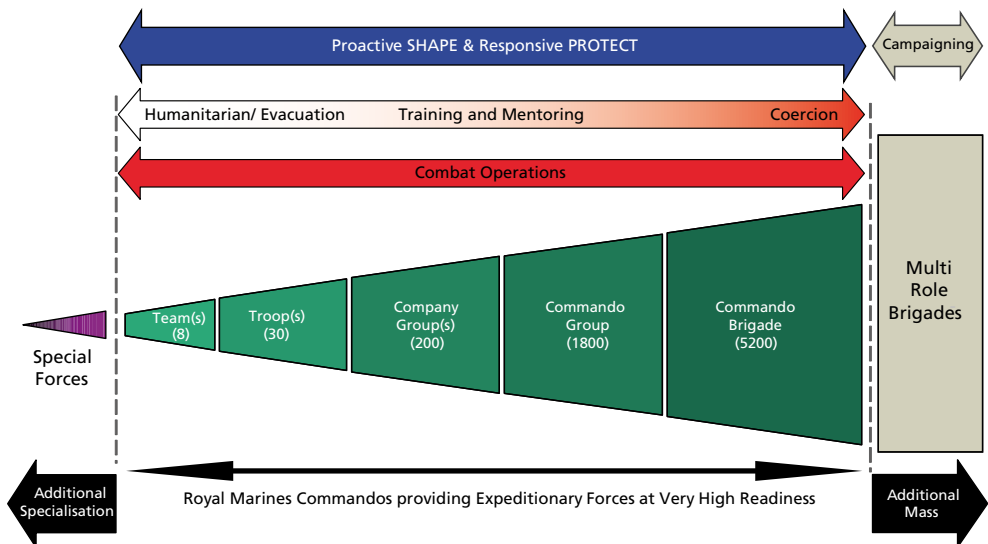 Proactive SHAPE & Responsive PROTECT
Campaigning
Humanitarian/ Evacuation
Training and Mentoring
Coercion
Combat Operations
Special
Forces
Team(s)
(8)
Troop(s)
(30)
Company
Group(s)
(200)
Commando
Group
(1800)
Commando
Brigade
(5200)
Multi
Role
Brigades
Additional
Specialisation
Royal Marines Commandos providing Expeditionary Forces at Very High Readiness
Additional
Mass